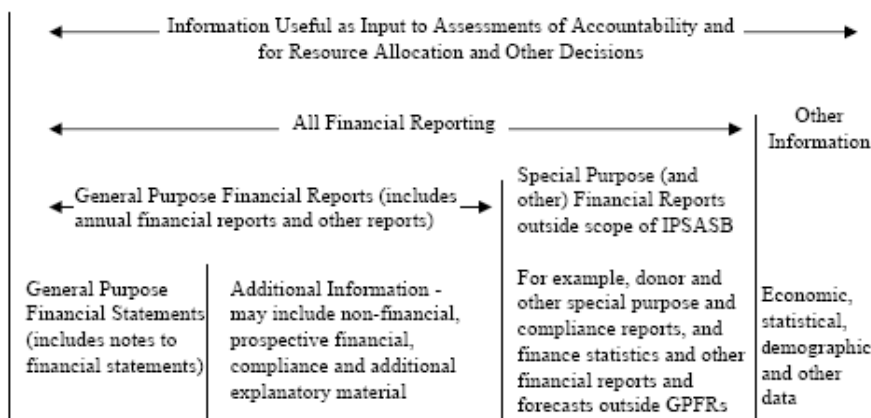 Information Useful as Input to Assessments of Accountability and
for Resource Allocation and Other Decisions
All Financial Reporting
Other
Information
General Purpose Financial Reports (includes
annual financial reports and other reports)
Special Purpose (and
other) Financial Reports
outside scope of IPSASB
General Purpose
Financial Statements
(includes notes to
financial statements)
Additional Information -
may include non-financial,
prospective financial,
compliance and additional
explanatory material
For example, donor and
other special purpose and
compliance reports, and
finance statistics and other
financial reports and
forecasts outside GPFRs
Economic,
statistical,
demographic
and other
data